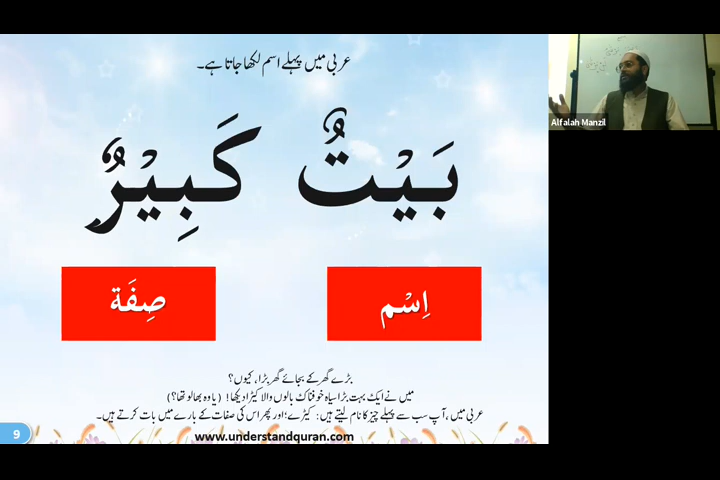 عربی میں پہلے اسم لکھا جاتا ہے۔
بَيْتٌ كَبِيْرٌ
اِسْم
صِفَة
بڑے گھر کے بجائے گھر بڑا، کیوں؟
میں نے ایک بہت بڑا سیاہ خوفناک بالوں والا کیڑا دیکھا! (یا وہ بھالو تھا؟)
عربی میں، آپ سب سے پہلے چیز کا نام لیتے ہیں: کیڑے؛ اور پھر اس کی صفات کے بارے میں بات کرتے ہیں۔
www.understandquran.com
9
Alfalah Manzil